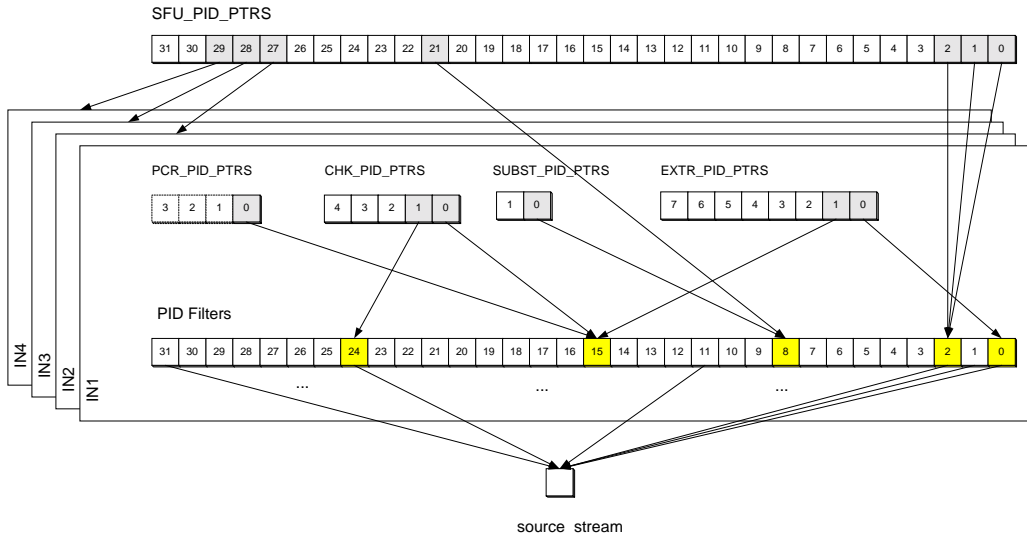 SFU_PID_PTRS
31 30 29 28 27 26 25 24 23 22 21 20 19 18 17 16 15 14 13 12 11 10 9 8 7 6 5 4 3 2 1 0
PCR_PID_PTRS CHK_PID_PTRS SUBST_PID_PTRS EXTR_PID_PTRS
3 2 1 0 4 3 2 1 0 1 0 7 6 5 4 3 2 1 0
PID Filters
31 30 29 28 27 26 25 24 23 22 21 20 19 18 17 16 15 14 13 12 11 10 9 8 7 6 5 4 3 2 1 0
... ... ...
IN4
IN3
IN2
IN1
source stream